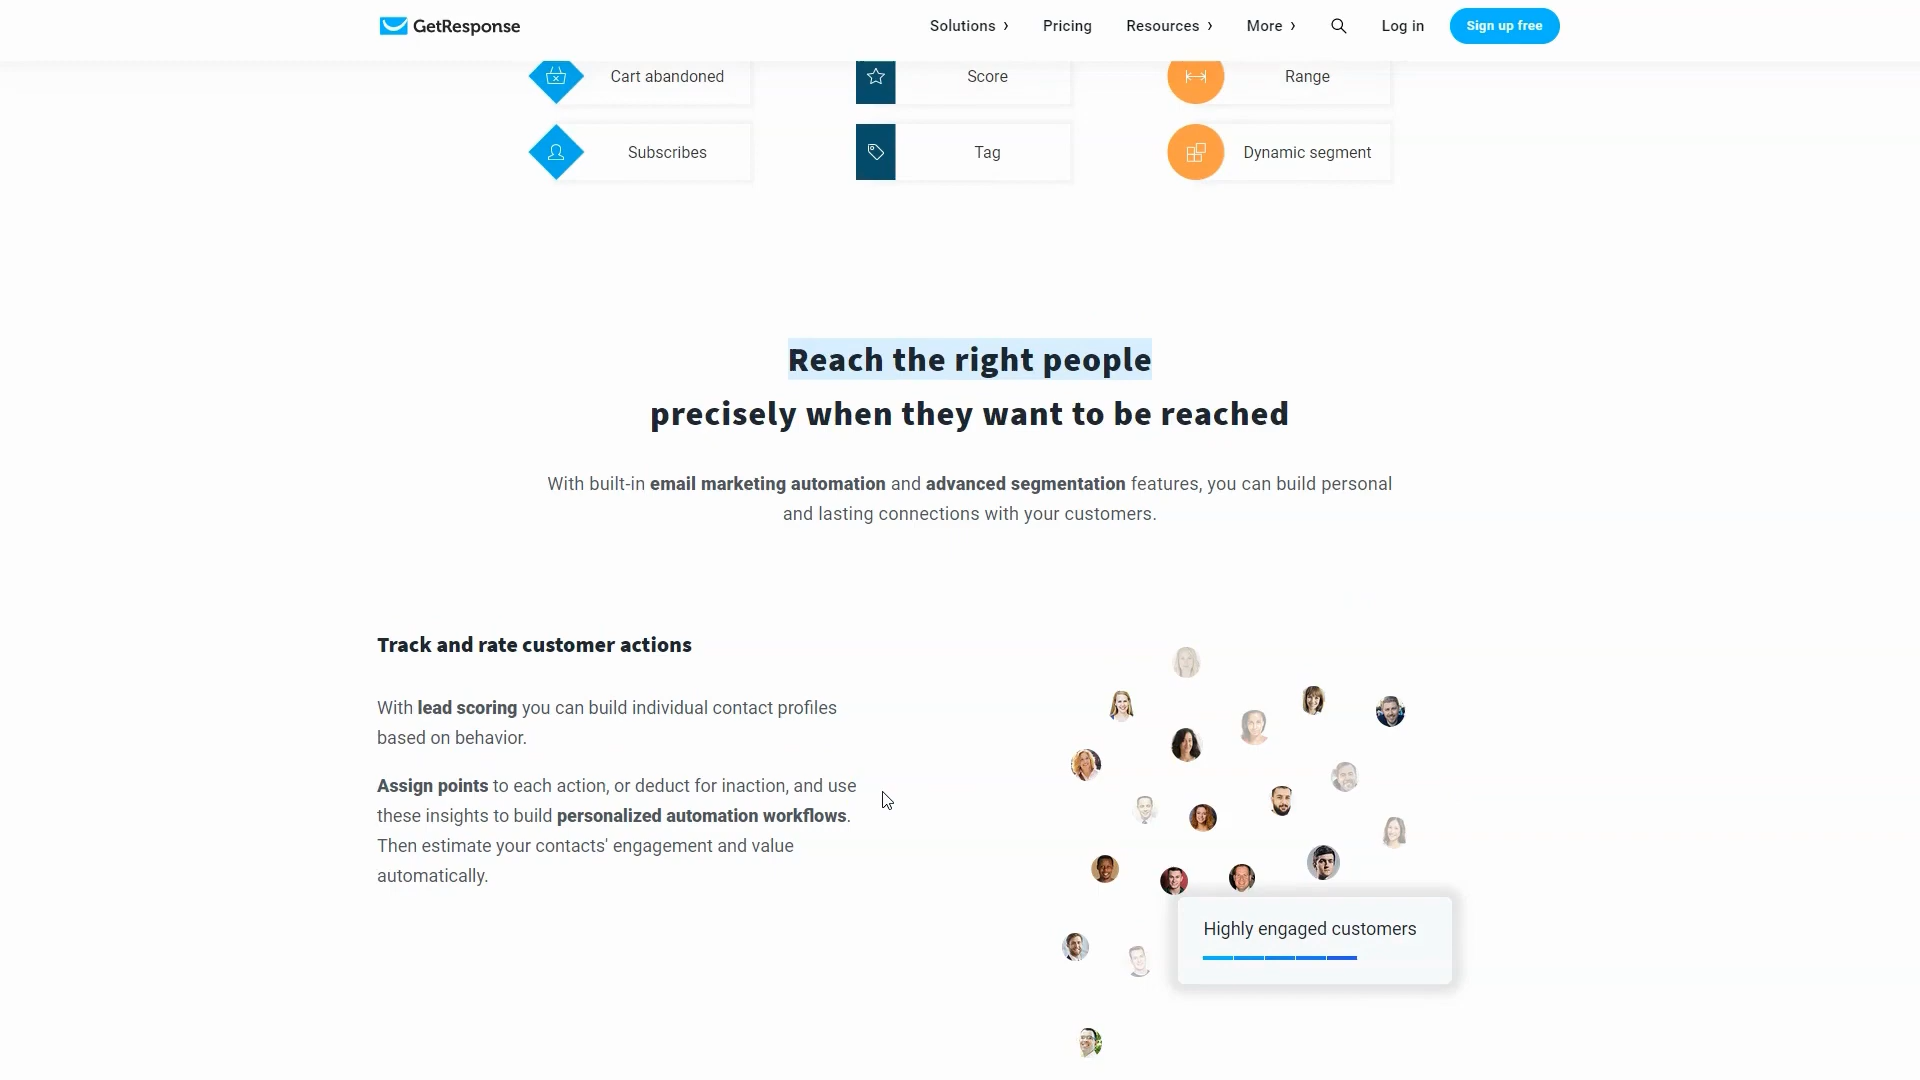 GetResponse
Solutions
Pricing
Resources
More
Log in
Sign up free
Cart abandoned
Score
Range
Subscribes
Tag
Dynamic segment
Reach the right people
precisely when they want to be reached
With built-in email marketing automation and advanced segmentation features, you can build personal
and lasting connections with your customers.
Track and rate customer actions
With lead scoring you can build individual contact profiles
based on behavior.
Assign points to each action, or deduct for inaction, and use
these insights to build personalized automation workflows.
Then estimate your contacts' engagement and value
automatically.
Highly engaged customers